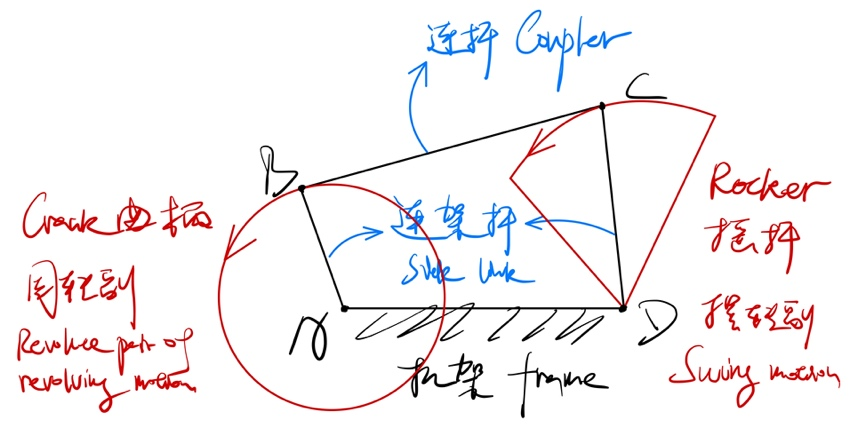 连杆 Coupler
C
B
Rocker
摇杆
Crank 曲柄
连架杆
Side link
周转副
摆转副
A
D
Revolute pair of
revolving motion
机架 frame
Swing motion